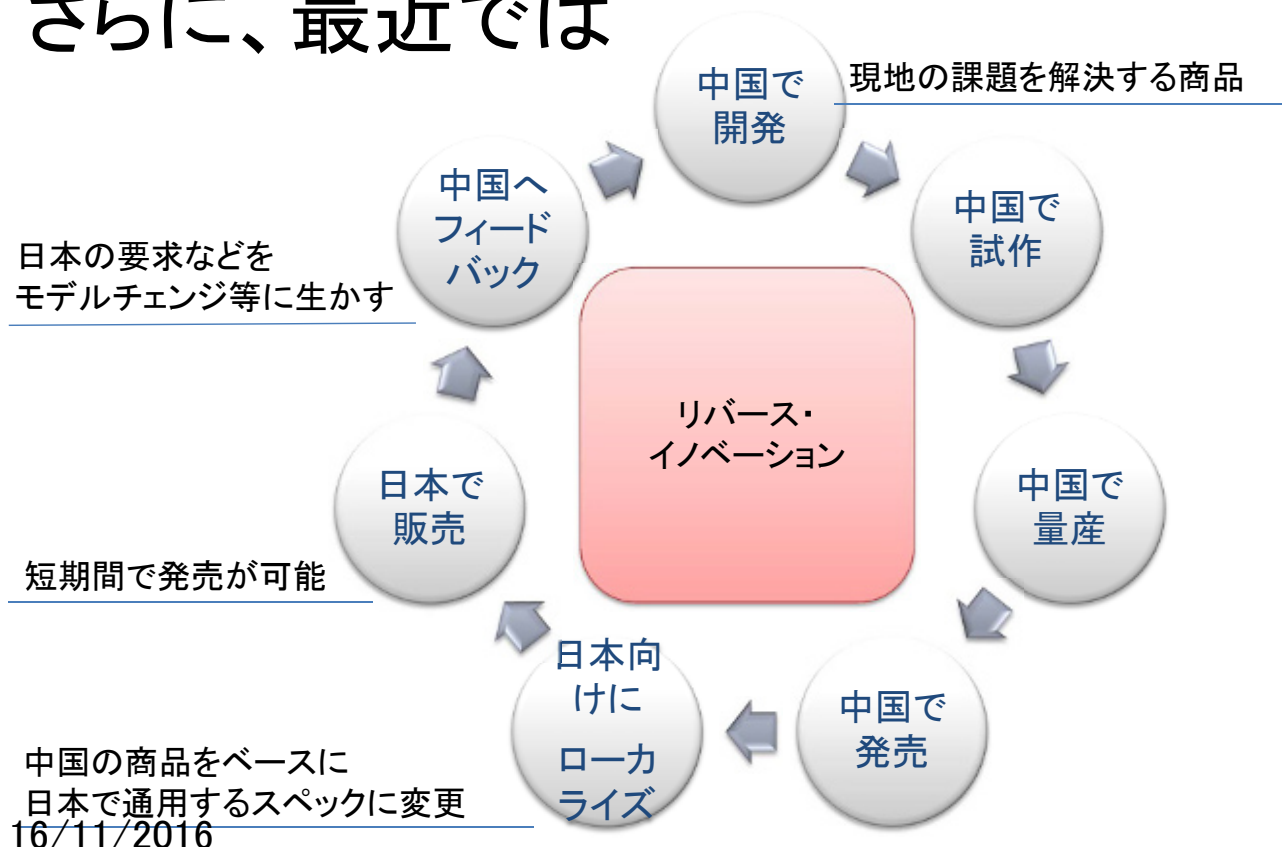 さらに、最近では
中国で
開発
現地の課題を解決する商品
中国で
試作
中国で
量産
中国で
発売
日本向
けに
ローカ
ライズ
中国の商品をベースに
日本で通用するスペックに変更
日本で
販売
短期間で発売が可能
中国へ
フィード
バック
日本の要求などを
モデルチェンジ等に生かす
リバース・
イノベーション
16/11/2016